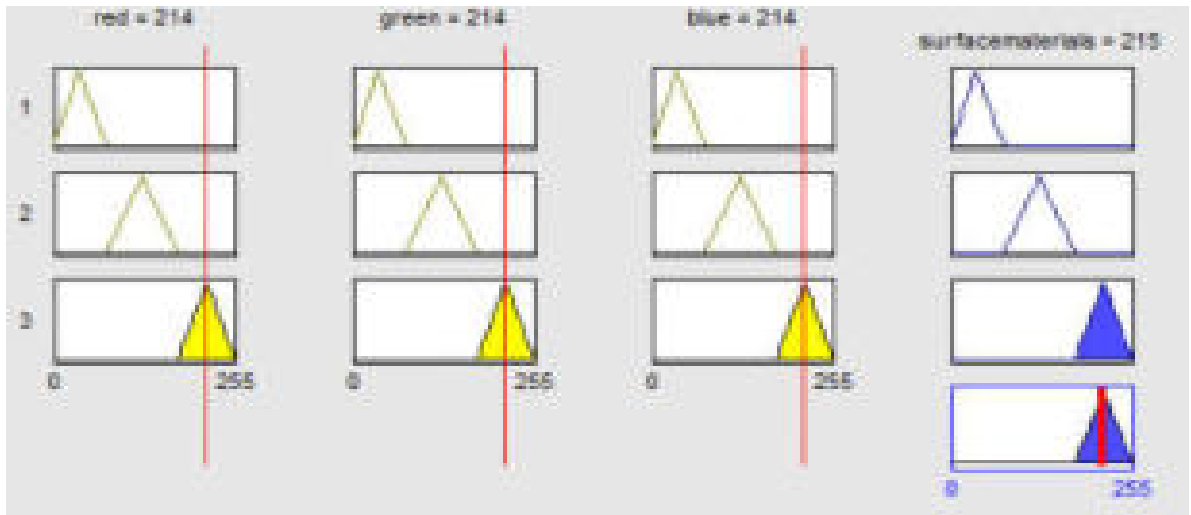 red = 214
green = 214
blue = 214
surfacematerials = 215
1
2
3
0
255
0
255
0
255
0
255